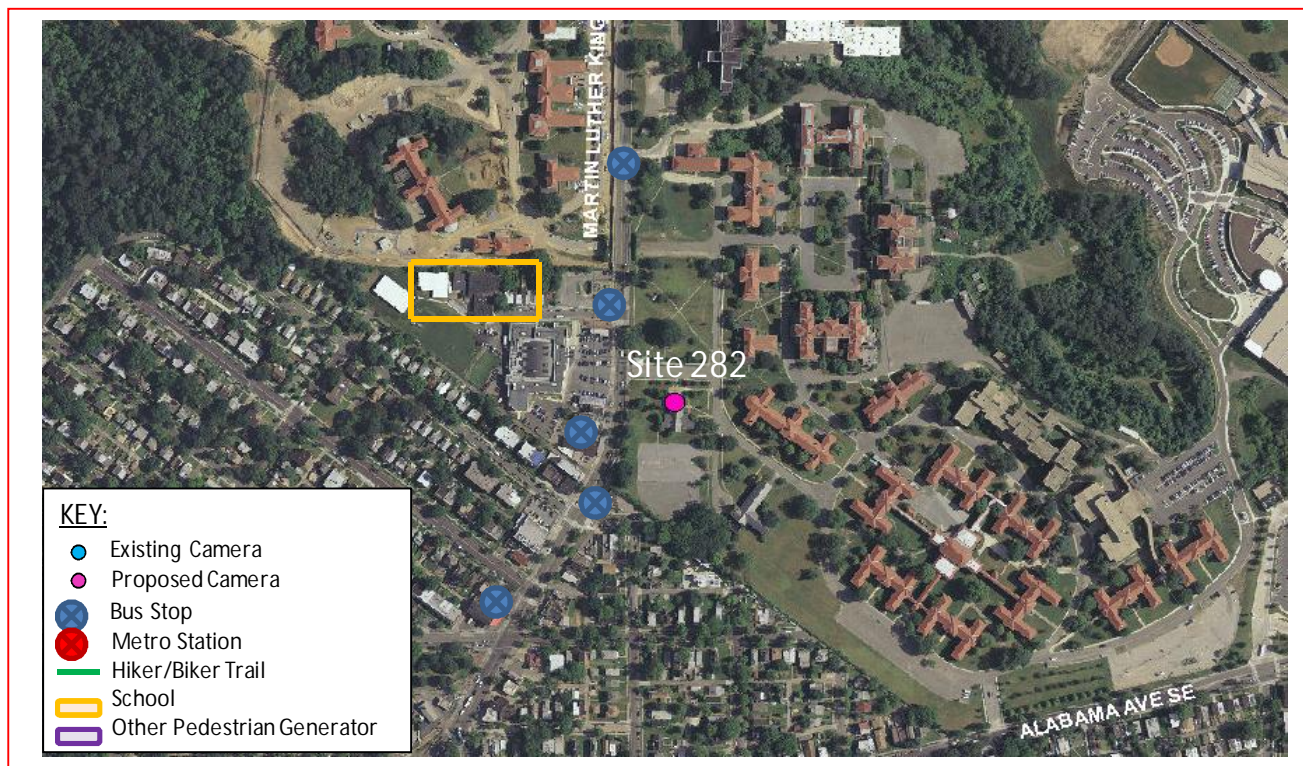 MARTIN LUTHER KING
Site 282
KEY:
Existing Camera
Proposed Camera
Bus Stop
Metro Station
Hiker/Biker Trail
School
Other Pedestrian Generator
ALABAMA AVE SE